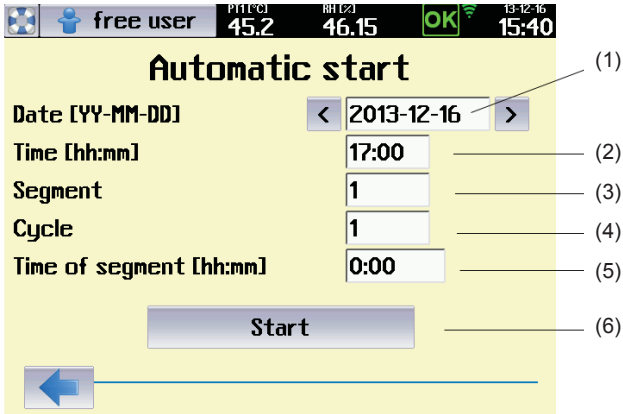 free user PT1[°C] 45.2 RH[%] 46.15 OK 13-12-16 15:40
Automatic start
(1)
Date [YY-MM-DD] < 2013-12-16 >
Time [hh:mm] 17:00 (2)
Segment 1 (3)
Cycle 1 (4)
Time of segment [hh:mm] 0:00 (5)
Start (6)